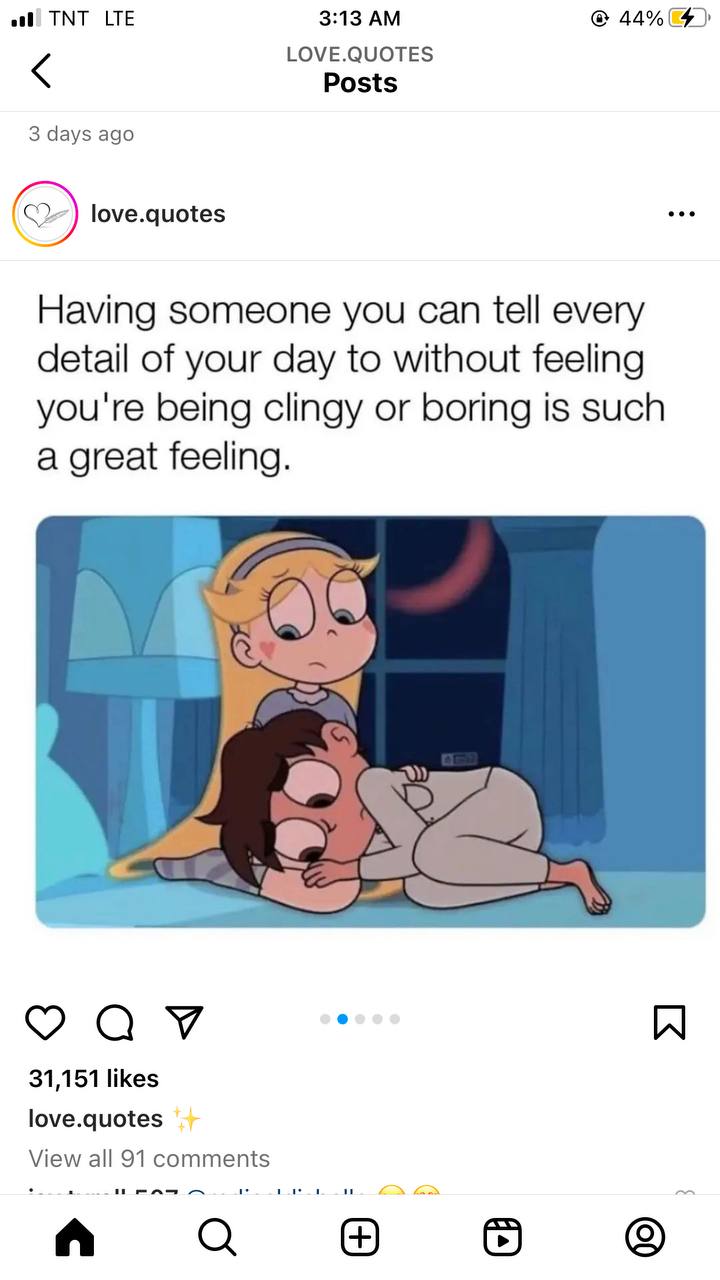 TNT LTE
3:13 AM
44%
LOVE.QUOTES
Posts
3 days ago
love.quotes
Having someone you can tell every
detail of your day to without feeling
you're being clingy or boring is such
a great feeling.
31,151 likes
love.quotes ✨
View all 91 comments